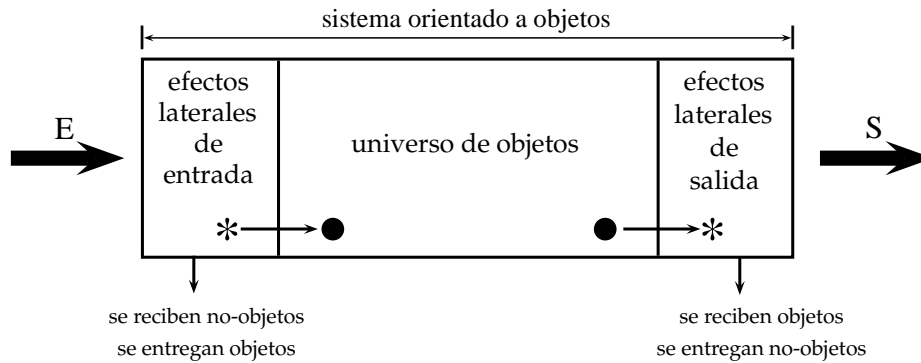 sistema orientado a objetos
E
efectos
laterales
de
entrada
universo de objetos
efectos
laterales
de
salida
S
se reciben no-objetos
se entregan objetos
se reciben objetos
se entregan no-objetos